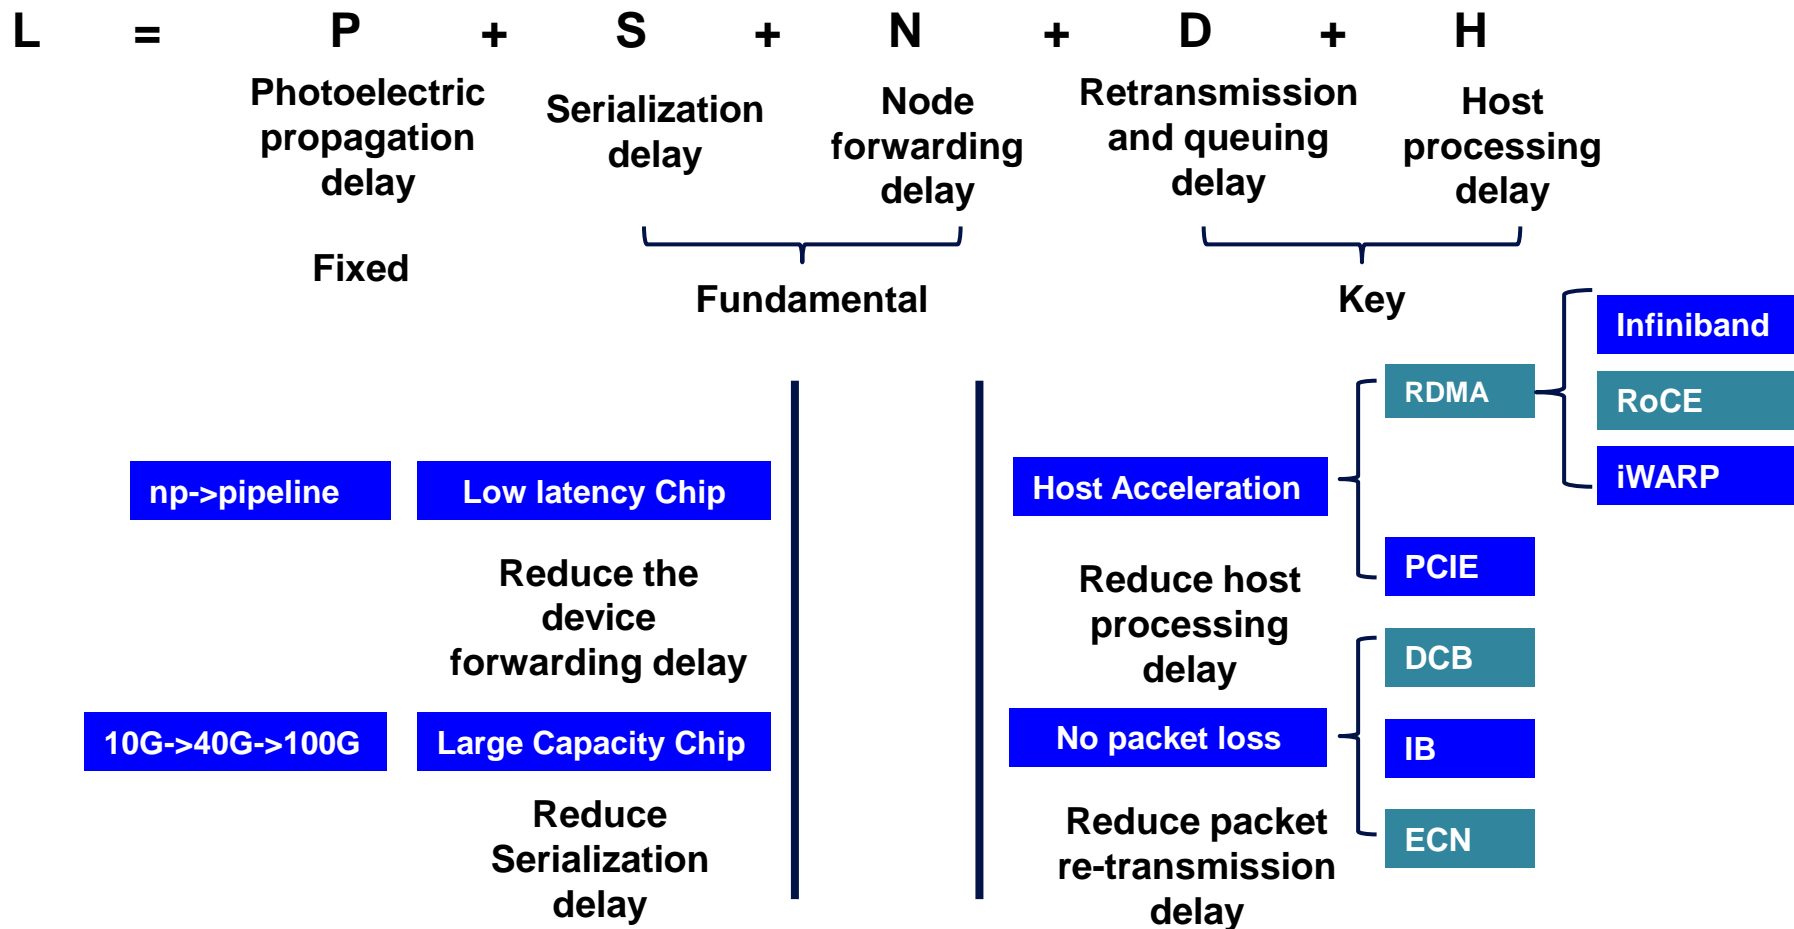 L = P + S + N + D + H
Photoelectric
propagation
delay
Serialization
delay
Node
forwarding
delay
Retransmission
and queuing
delay
Host
processing
delay
Fixed
Fundamental
Key
np->pipeline
Low latency Chip
Reduce the
device
forwarding delay
10G->40G->100G
Large Capacity Chip
Reduce
Serialization
delay
Host Acceleration
Reduce host
processing
delay
No packet loss
Reduce packet
re-transmission
delay
RDMA
PCIE
DCB
IB
ECN
Infiniband
RoCE
iWARP